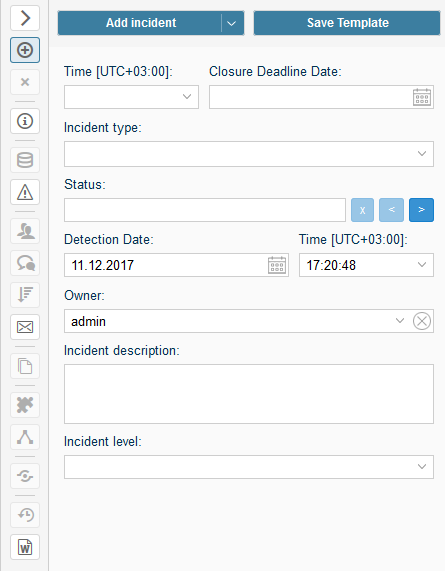 Add incident
Save Template
Time [UTC+03:00]: Closure Deadline Date:
Incident type:
Status:
x < >
Detection Date: Time [UTC+03:00]:
11.12.2017 17:20:48
Owner:
admin
Incident description:
Incident level:
W